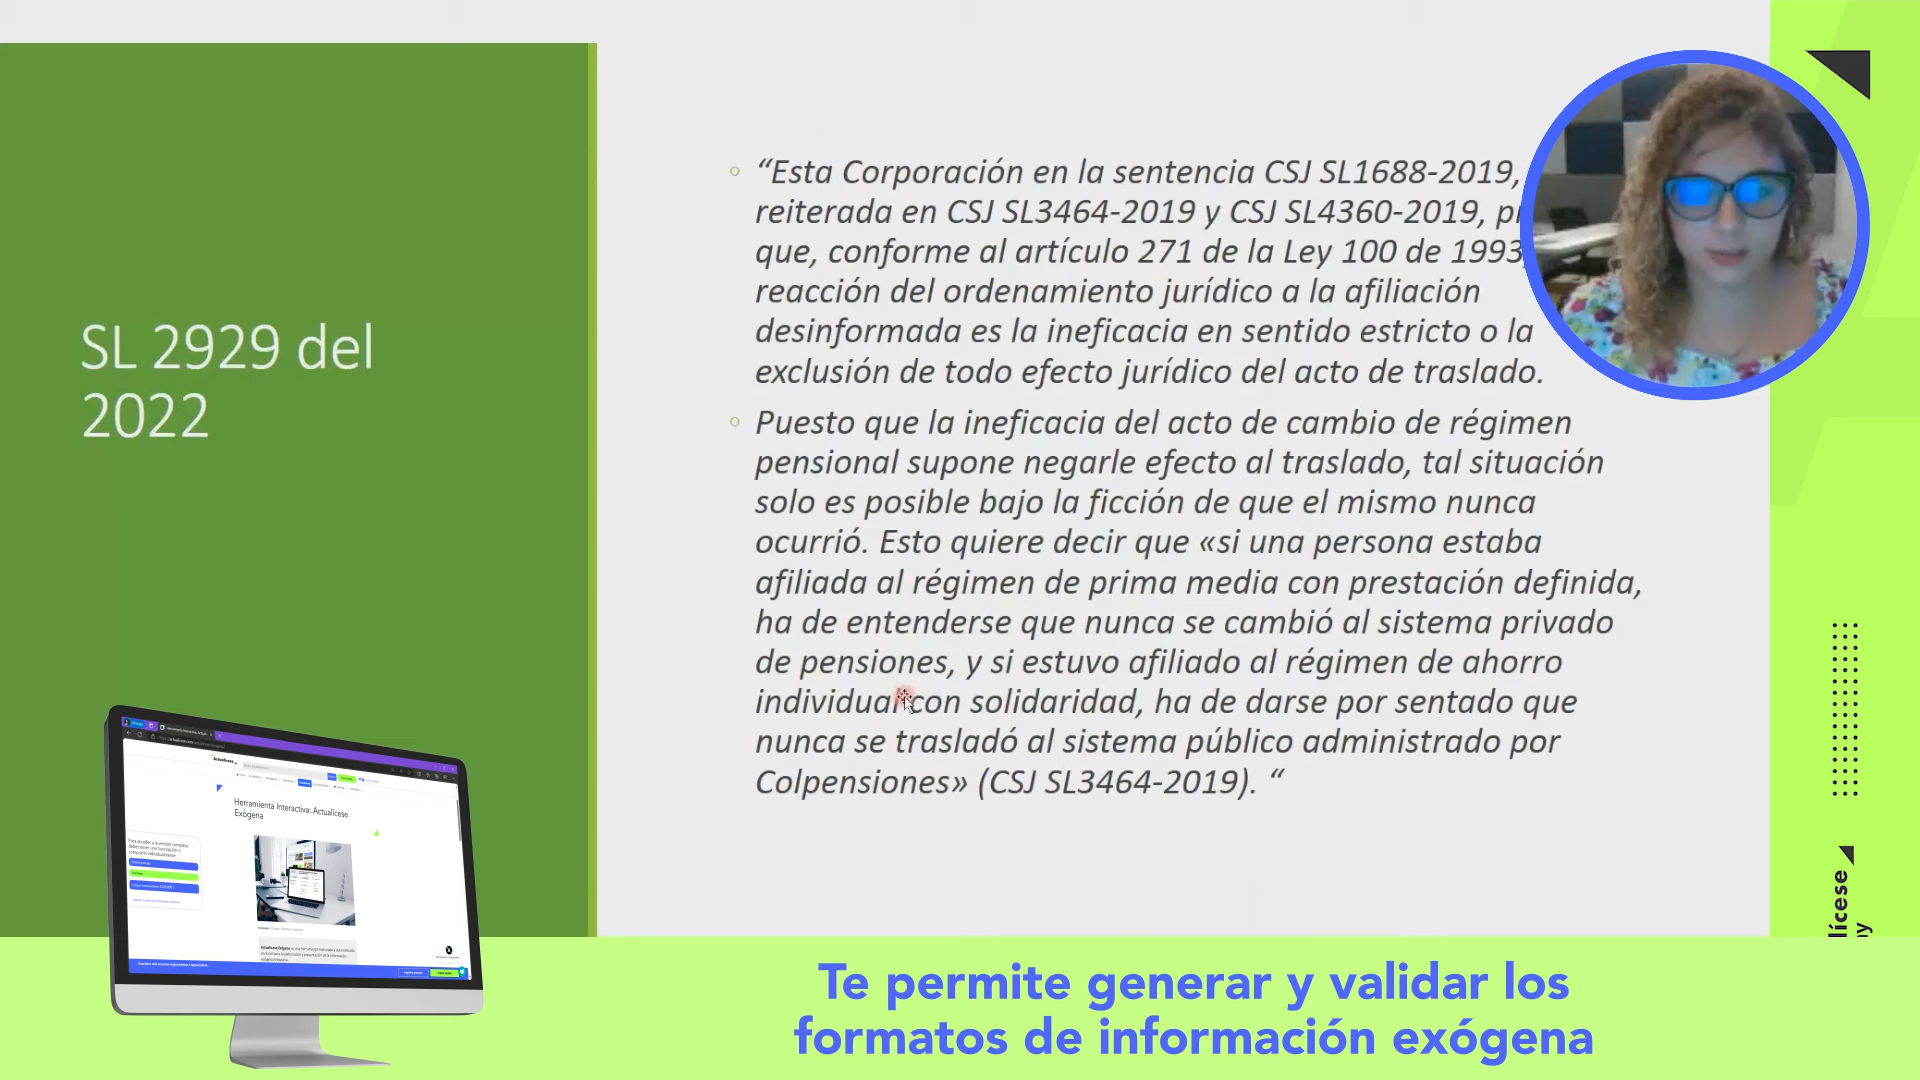 SL 2929 del
2022
“Esta Corporación en la sentencia CSJ SL1688-2019,
reiterada en CSJ SL3464-2019 y CSJ SL4360-2019,
que, conforme al artículo 271 de la Ley 100 de 1993
reacción del ordenamiento jurídico a la afiliación
desinformada es la ineficacia en sentido estricto o la
exclusión de todo efecto jurídico del acto de traslado.
Puesto que la ineficacia del acto de cambio de régimen
pensional supone negarle efecto al traslado, tal situación
solo es posible bajo la ficción de que el mismo nunca
ocurrió. Esto quiere decir que «si una persona estaba
afiliada al régimen de prima media con prestación definida,
ha de entenderse que nunca se cambió al sistema privado
de pensiones, y si estuvo afiliado al régimen de ahorro
individual con solidaridad, ha de darse por sentado que
nunca se trasladó al sistema público administrado por
Colpensiones» (CSJ SL3464-2019). “
Actualícese
Herramienta Interactiva: Actualícese
Exógena
Te permite generar y validar los
formatos de información exógena